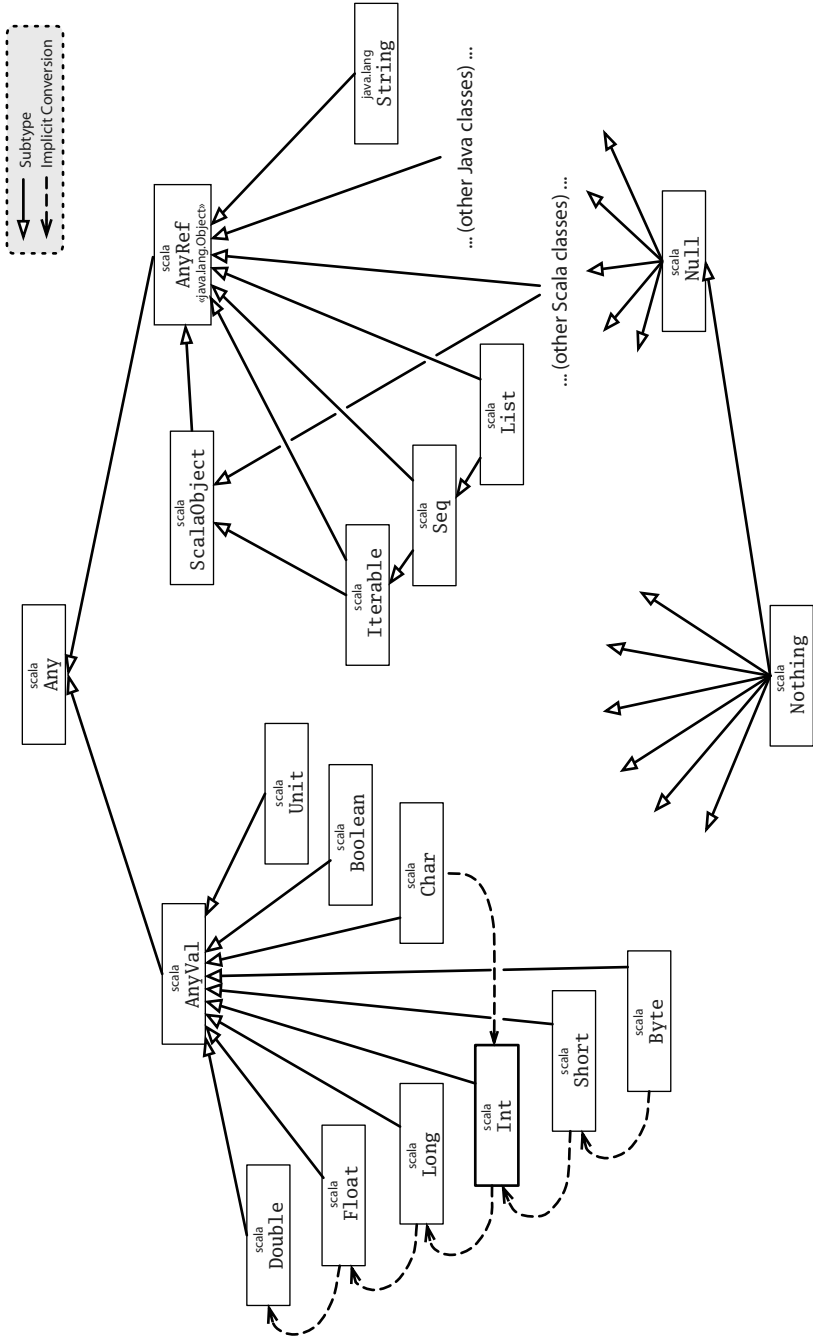 Subtype
Implicit Conversion
scala
Any
scala
AnyVal
scala
AnyRef
«java.lang.Object»
scala
Double
scala
Float
scala
Long
scala
Int
scala
Short
scala
Byte
scala
Char
scala
Boolean
scala
Unit
scala
ScalaObject
scala
Iterable
scala
Seq
scala
List
java.lang
String
... (other Java classes) ...
... (other Scala classes) ...
scala
Null
scala
Nothing